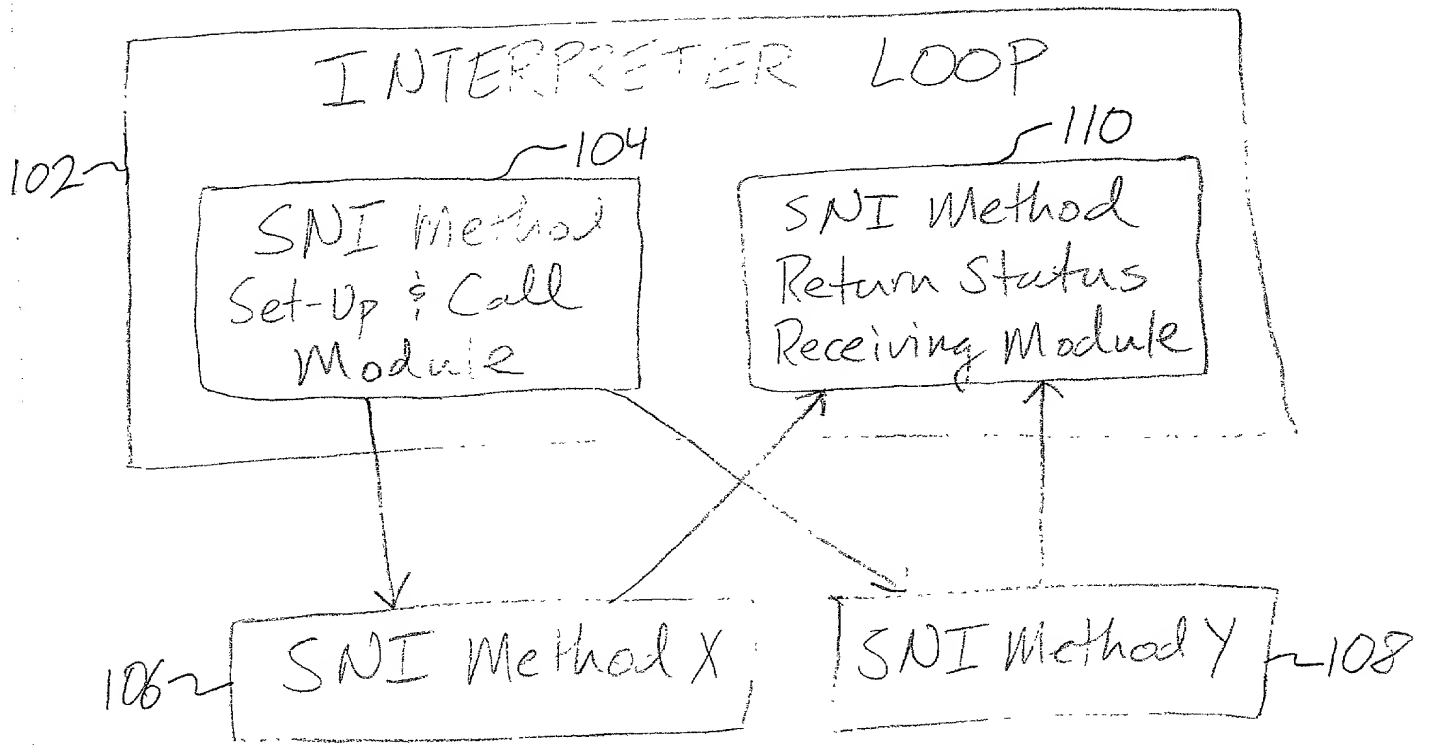 INTERPRETER LOOP
102
104
SNI Method
Set-Up & Call
Module
110
SNI Method
Return Status
Receiving Module
106
SNI Method X
SNI Method Y
108